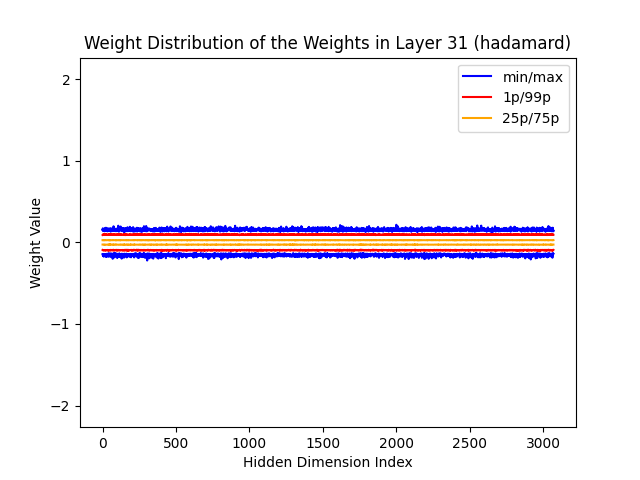 Weight Distribution of the Weights in Layer 31 (hadamard)
min/max
1p/99p
25p/75p
2
1
0
−1
−2
Weight Value
0
500
1000
1500
2000
2500
3000
Hidden Dimension Index